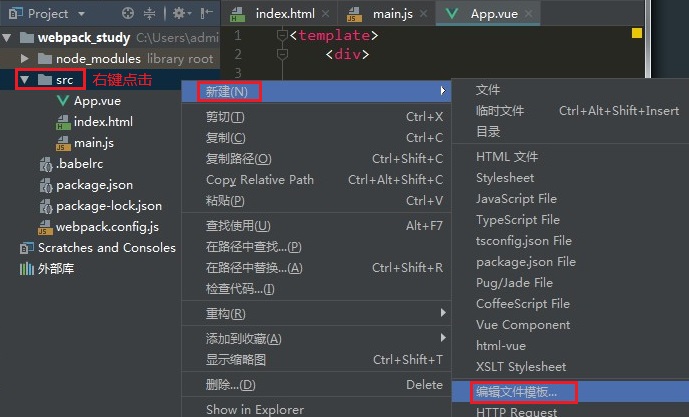 Project
index.html
main.js
App.vue
webpack_study C:\Users\admi
node_modules library root
src 右键点击
App.vue
index.html
main.js
.babelrc
package.json
package-lock.json
webpack.config.js
Scratches and Consoles
外部库
1 <template>
2 <div>
3
新建(N)
剪切(T) Ctrl+X
复制(C) Ctrl+C
复制路径(O) Ctrl+Shift+C
Copy Relative Path Ctrl+Alt+Shift+C
粘贴(P) Ctrl+V
查找使用(U) Alt+F7
在路径中查找...(P)
在路径中替换...(A) Ctrl+Shift+R
检查代码...(I)
重构(R)
添加到收藏(A)
显示缩略图 Ctrl+Shift+T
删除...(D) Delete
Show in Explorer
文件
临时文件 Ctrl+Alt+Shift+Insert
目录
HTML 文件
Stylesheet
JavaScript File
TypeScript File
tsconfig.json File
package.json File
Pug/Jade File
CoffeeScript File
Vue Component
html-vue
XSLT Stylesheet
编辑文件模板...
HTTP Request